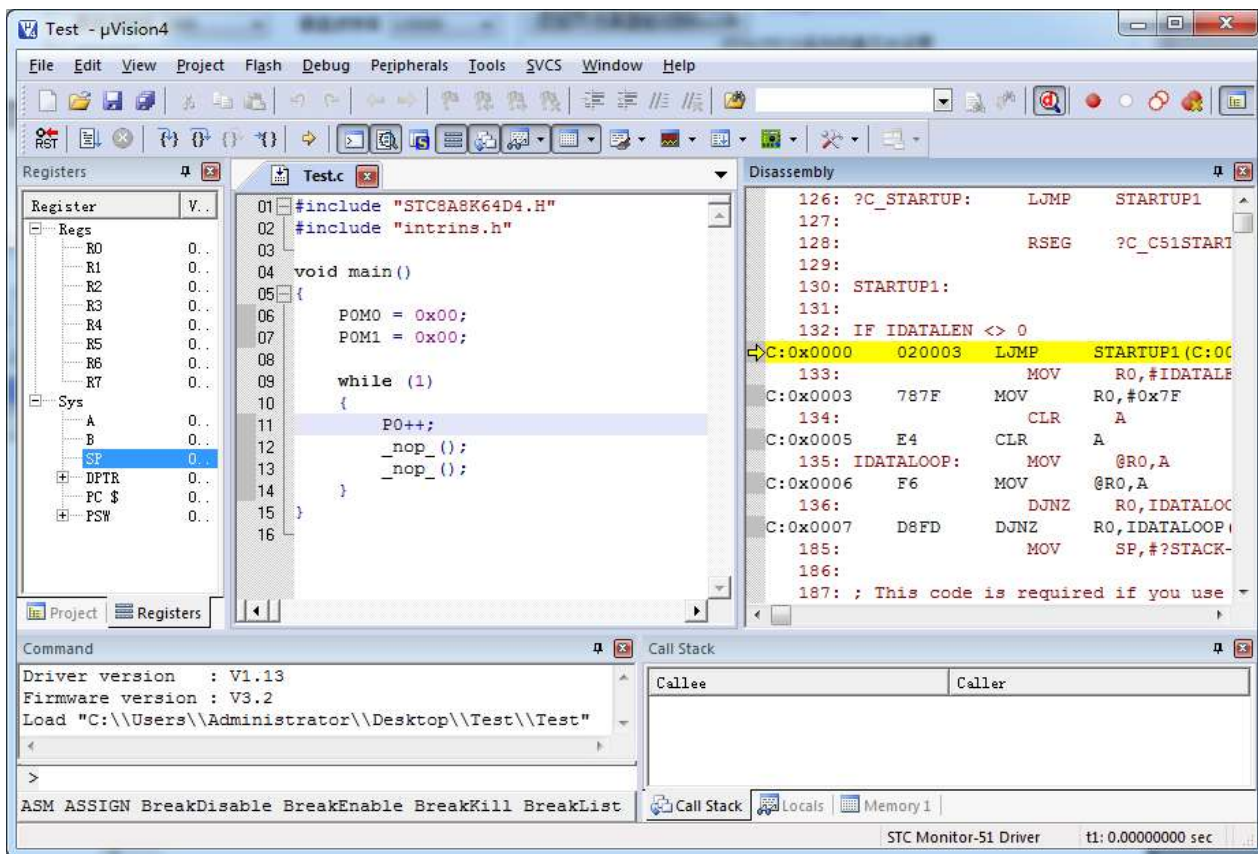 Test - µVision4
File Edit View Project Flash Debug Peripherals Tools SVCS Window Help
RST
Registers
Register V..
Regs
R0 0..
R1 0..
R2 0..
R3 0..
R4 0..
R5 0..
R6 0..
R7 0..
Sys
A 0..
B 0..
SP 0..
DPTR 0..
PC $ 0..
PSW 0..
Project Registers
Test.c
01 #include "STC8A8K64D4.H"
02 #include "intrins.h"
03
04 void main()
05 {
06 P0M0 = 0x00;
07 P0M1 = 0x00;
08
09 while (1)
10 {
11 P0++;
12 _nop_();
13 _nop_();
14 }
15 }
16
Disassembly
126: ?C_STARTUP: LJMP STARTUP1
127:
128: RSEG ?C_C51START
129:
130: STARTUP1:
131:
132: IF IDATALEN <> 0
C:0x0000 020003 LJMP STARTUP1(C:00
133: MOV R0,#IDATALE
C:0x0003 787F MOV R0,#0x7F
134: CLR A
C:0x0005 E4 CLR A
135: IDATALOOP: MOV @R0,A
C:0x0006 F6 MOV @R0,A
136: DJNZ R0,IDATALOO
C:0x0007 D8FD DJNZ R0,IDATALOOP(
185: MOV SP,#?STACK-
186:
187: ; This code is required if you use
Command
Driver version : V1.13
Firmware version : V3.2
Load "C:\\Users\\Administrator\\Desktop\\Test\\Test"
>
ASM ASSIGN BreakDisable BreakEnable BreakKill BreakList
Call Stack
Callee Caller
Call Stack Locals Memory 1
STC Monitor-51 Driver t1: 0.00000000 sec